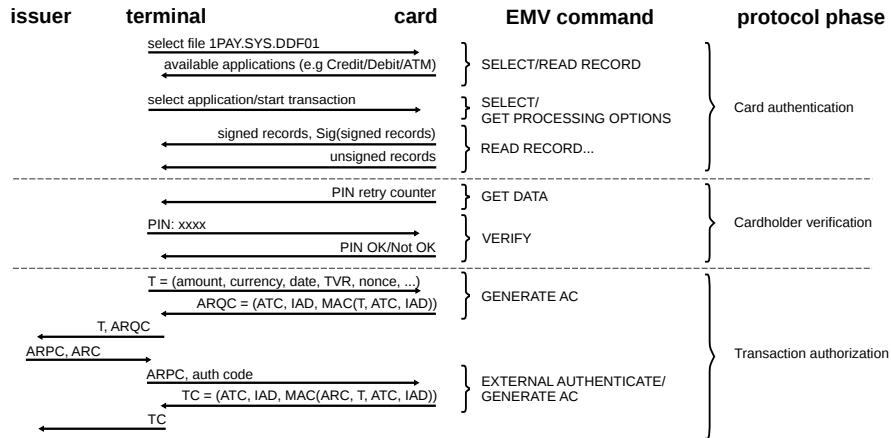 issuer terminal card EMV command protocol phase
select file 1PAY.SYS.DDF01
available applications (e.g Credit/Debit/ATM)
SELECT/READ RECORD
select application/start transaction
SELECT/
GET PROCESSING OPTIONS
Card authentication
signed records, Sig(signed records)
unsigned records
READ RECORD...
PIN retry counter
GET DATA
PIN: xxxx
PIN OK/Not OK
VERIFY
Cardholder verification
T = (amount, currency, date, TVR, nonce, ...)
ARQC = (ATC, IAD, MAC(T, ATC, IAD))
GENERATE AC
T, ARQC
ARPC, ARC
Transaction authorization
ARPC, auth code
TC = (ATC, IAD, MAC(ARC, T, ATC, IAD))
EXTERNAL AUTHENTICATE/
GENERATE AC
TC